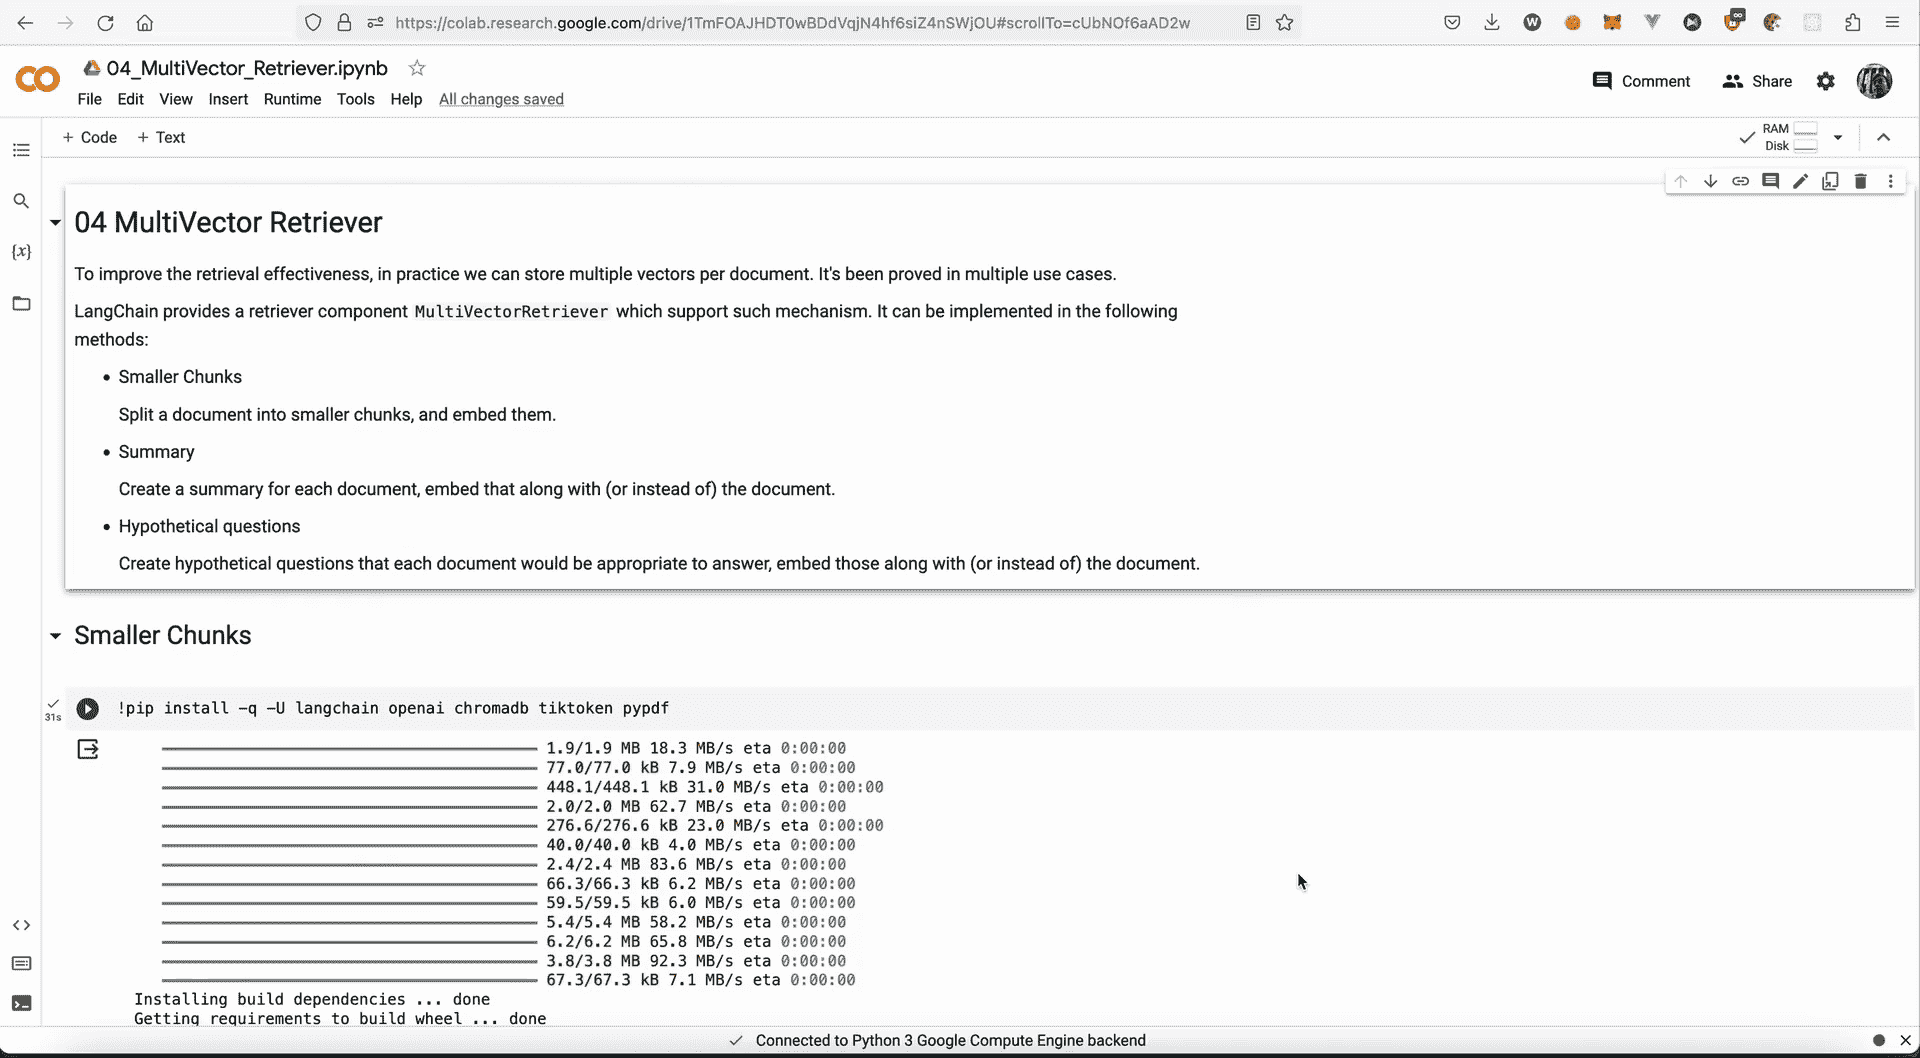 https://colab.research.google.com/drive/1TmFOAJHDT0wBDdVqjN4hf6siZ4nSWjOU#scrollTo=cUbNOf6aAD2w
04_MultiVector_Retriever.ipynb
File Edit View Insert Runtime Tools Help All changes saved
Comment Share
+ Code + Text
RAM
Disk
04 MultiVector Retriever
To improve the retrieval effectiveness, in practice we can store multiple vectors per document. It's been proved in multiple use cases.
LangChain provides a retriever component MultiVectorRetriever which support such mechanism. It can be implemented in the following
methods:
• Smaller Chunks
Split a document into smaller chunks, and embed them.
• Summary
Create a summary for each document, embed that along with (or instead of) the document.
• Hypothetical questions
Create hypothetical questions that each document would be appropriate to answer, embed those along with (or instead of) the document.
Smaller Chunks
31s
!pip install -q -U langchain openai chromadb tiktoken pypdf
1.9/1.9 MB 18.3 MB/s eta 0:00:00
77.0/77.0 kB 7.9 MB/s eta 0:00:00
448.1/448.1 kB 31.0 MB/s eta 0:00:00
2.0/2.0 MB 62.7 MB/s eta 0:00:00
276.6/276.6 kB 23.0 MB/s eta 0:00:00
40.0/40.0 kB 4.0 MB/s eta 0:00:00
2.4/2.4 MB 83.6 MB/s eta 0:00:00
66.3/66.3 kB 6.2 MB/s eta 0:00:00
59.5/59.5 kB 6.0 MB/s eta 0:00:00
5.4/5.4 MB 58.2 MB/s eta 0:00:00
6.2/6.2 MB 65.8 MB/s eta 0:00:00
3.8/3.8 MB 92.3 MB/s eta 0:00:00
67.3/67.3 kB 7.1 MB/s eta 0:00:00
Installing build dependencies ... done
Getting requirements to build wheel ... done
Connected to Python 3 Google Compute Engine backend